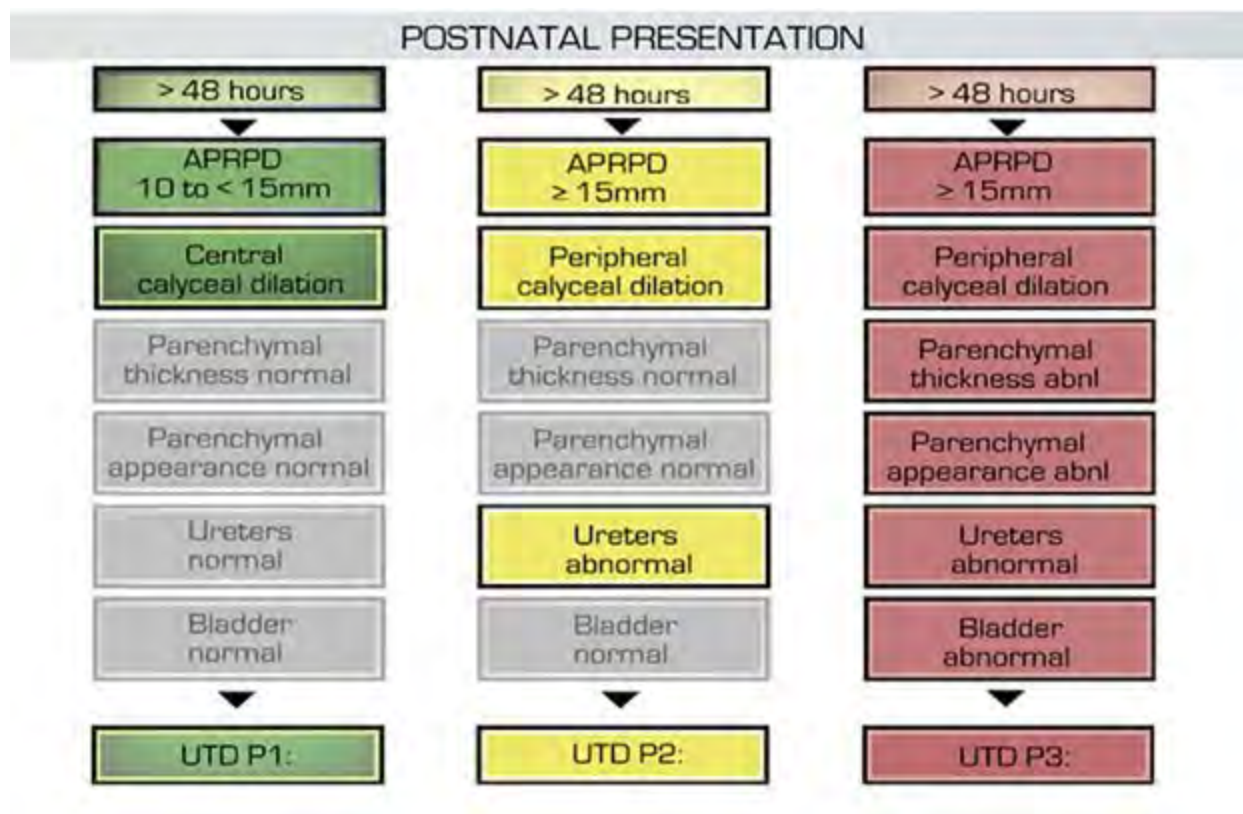 POSTNATAL PRESENTATION
> 48 hours
APRPD
10 to < 15mm
Central
calyceal dilation
Parenchymal
thickness normal
Parenchymal
appearance normal
Ureters
normal
Bladder
normal
UTD P1:
> 48 hours
APRPD
≥ 15mm
Peripheral
calyceal dilation
Parenchymal
thickness normal
Parenchymal
appearance normal
Ureters
abnormal
Bladder
normal
UTD P2:
> 48 hours
APRPD
≥ 15mm
Peripheral
calyceal dilation
Parenchymal
thickness abnl
Parenchymal
appearance abnl
Ureters
abnormal
Bladder
abnormal
UTD P3: